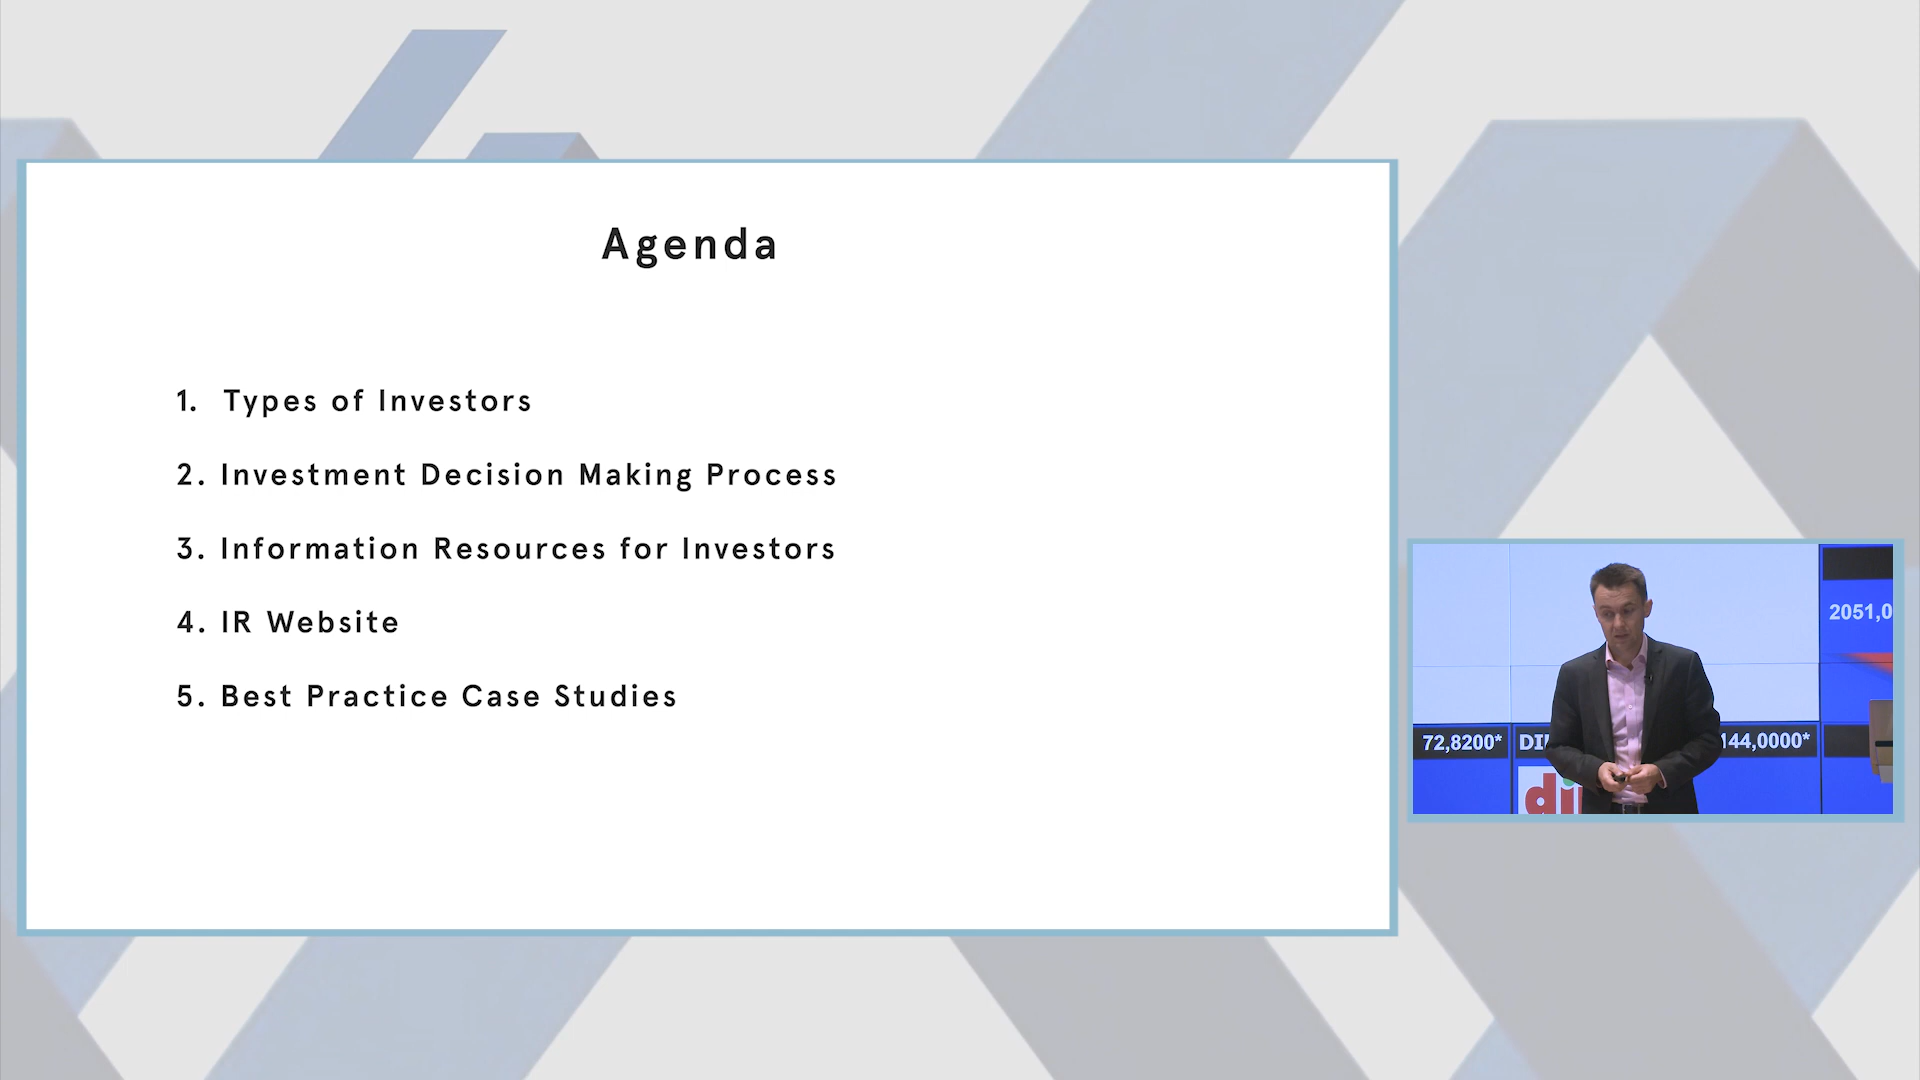 Agenda
1. Types of Investors
2. Investment Decision Making Process
3. Information Resources for Investors
4. IR Website
5. Best Practice Case Studies
2051,0
72,8200*
144,0000*